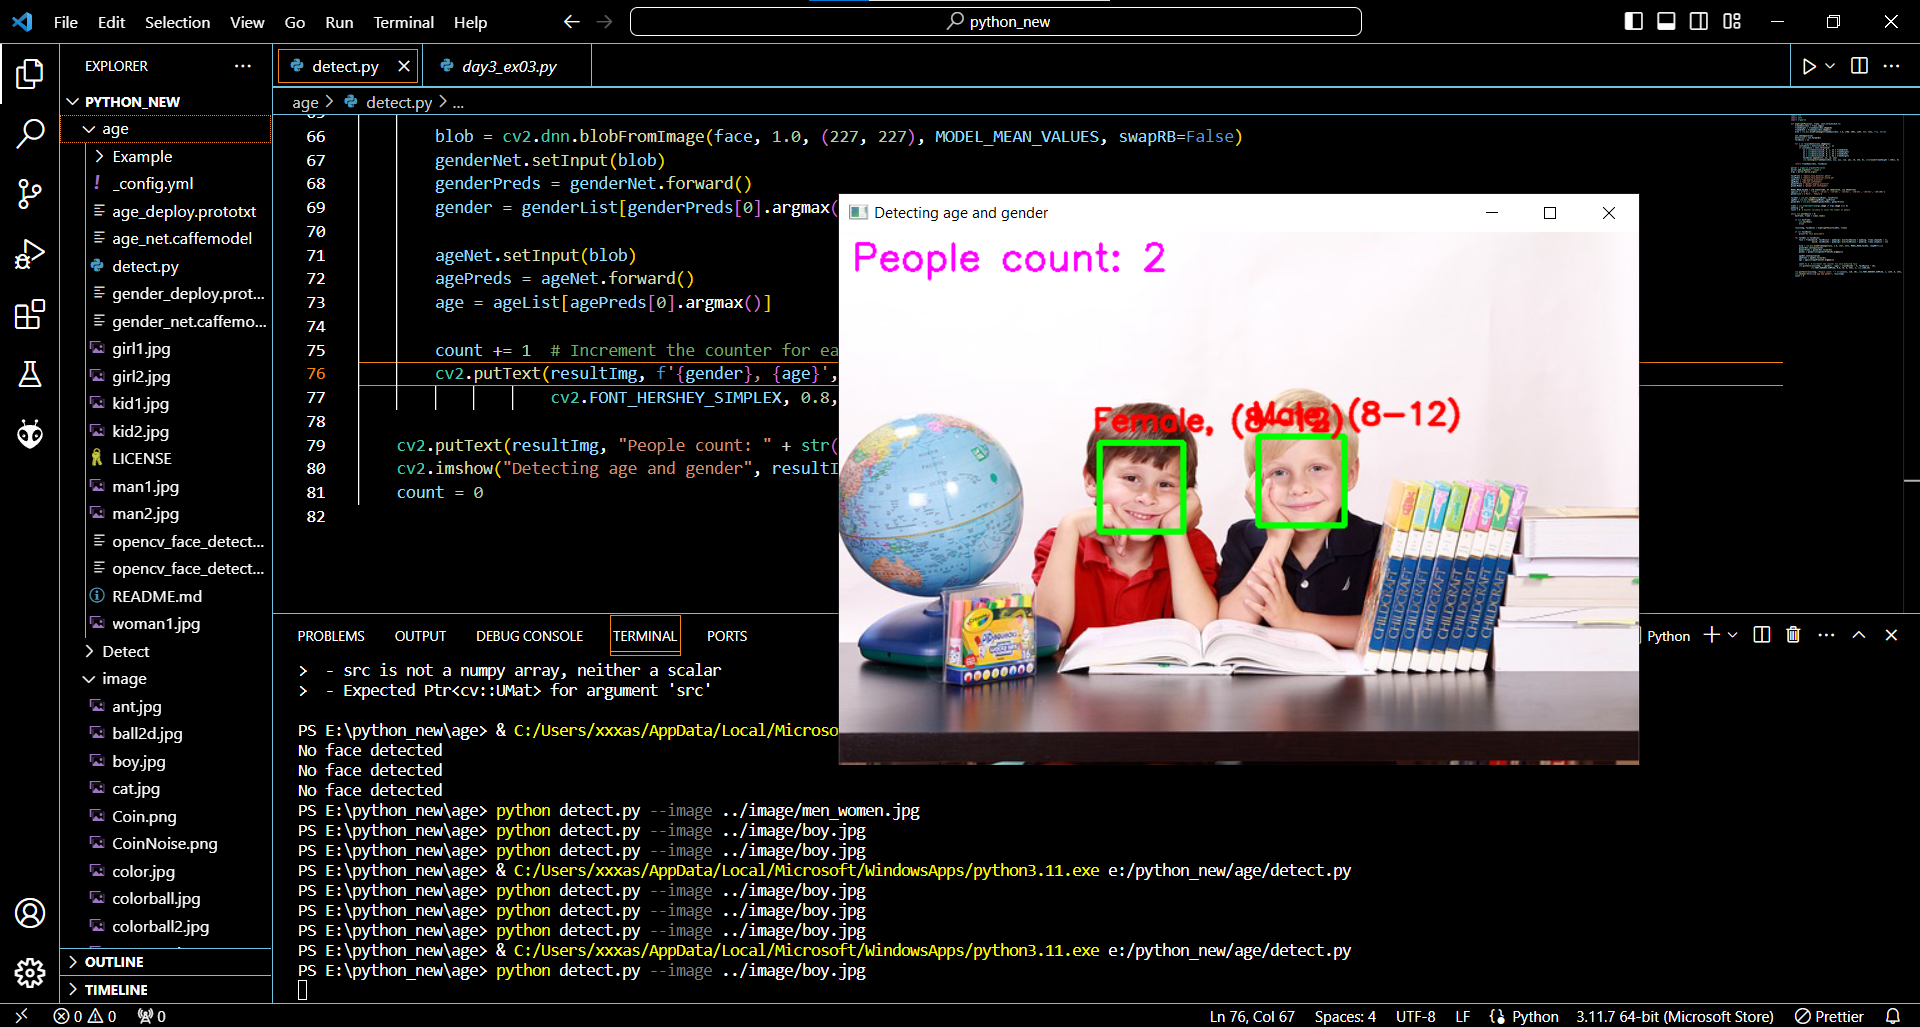 File Edit Selection View Go Run Terminal Help
python_new
EXPLORER
PYTHON_NEW
age
Example
_config.yml
age_deploy.prototxt
age_net.caffemodel
detect.py
gender_deploy.prot...
gender_net.caffemo...
girl1.jpg
girl2.jpg
kid1.jpg
kid2.jpg
LICENSE
man1.jpg
man2.jpg
opencv_face_detect...
opencv_face_detect...
README.md
woman1.jpg
Detect
image
ant.jpg
ball2d.jpg
boy.jpg
cat.jpg
Coin.png
CoinNoise.png
color.jpg
colorball.jpg
colorball2.jpg
OUTLINE
TIMELINE
detect.py
day3_ex03.py
age > detect.py > ...
66 blob = cv2.dnn.blobFromImage(face, 1.0, (227, 227), MODEL_MEAN_VALUES, swapRB=False)
67 genderNet.setInput(blob)
68 genderPreds = genderNet.forward()
69 gender = genderList[genderPreds[0].argmax(
70
71 ageNet.setInput(blob)
72 agePreds = ageNet.forward()
73 age = ageList[agePreds[0].argmax()]
74
75 count += 1 # Increment the counter for ea
76 cv2.putText(resultImg, f'{gender}, {age}',
77 cv2.FONT_HERSHEY_SIMPLEX, 0.8,
78
79 cv2.putText(resultImg, "People count: " + str(
80 cv2.imshow("Detecting age and gender", resultI
81 count = 0
82
Detecting age and gender
People count: 2
Female, (8-12)
Male, (8-12)
CHILDCRAFT
CHILDCRAFT
CHILDCRAFT
CHILDCRAFT
CHILDCRAFT
CHILDCRAFT
Crayola
PROBLEMS OUTPUT DEBUG CONSOLE TERMINAL PORTS
Python
> - src is not a numpy array, neither a scalar
> - Expected Ptr<cv::UMat> for argument 'src'
PS E:\python_new\age> & C:/Users/xxxas/AppData/Local/Microso
No face detected
No face detected
No face detected
PS E:\python_new\age> python detect.py --image ../image/men_women.jpg
PS E:\python_new\age> python detect.py --image ../image/boy.jpg
PS E:\python_new\age> python detect.py --image ../image/boy.jpg
PS E:\python_new\age> & C:/Users/xxxas/AppData/Local/Microsoft/WindowsApps/python3.11.exe e:/python_new/age/detect.py
PS E:\python_new\age> python detect.py --image ../image/boy.jpg
PS E:\python_new\age> python detect.py --image ../image/boy.jpg
PS E:\python_new\age> python detect.py --image ../image/boy.jpg
PS E:\python_new\age> & C:/Users/xxxas/AppData/Local/Microsoft/WindowsApps/python3.11.exe e:/python_new/age/detect.py
PS E:\python_new\age> python detect.py --image ../image/boy.jpg
0 0 0
Ln 76, Col 67 Spaces: 4 UTF-8 LF Python 3.11.7 64-bit (Microsoft Store) Prettier